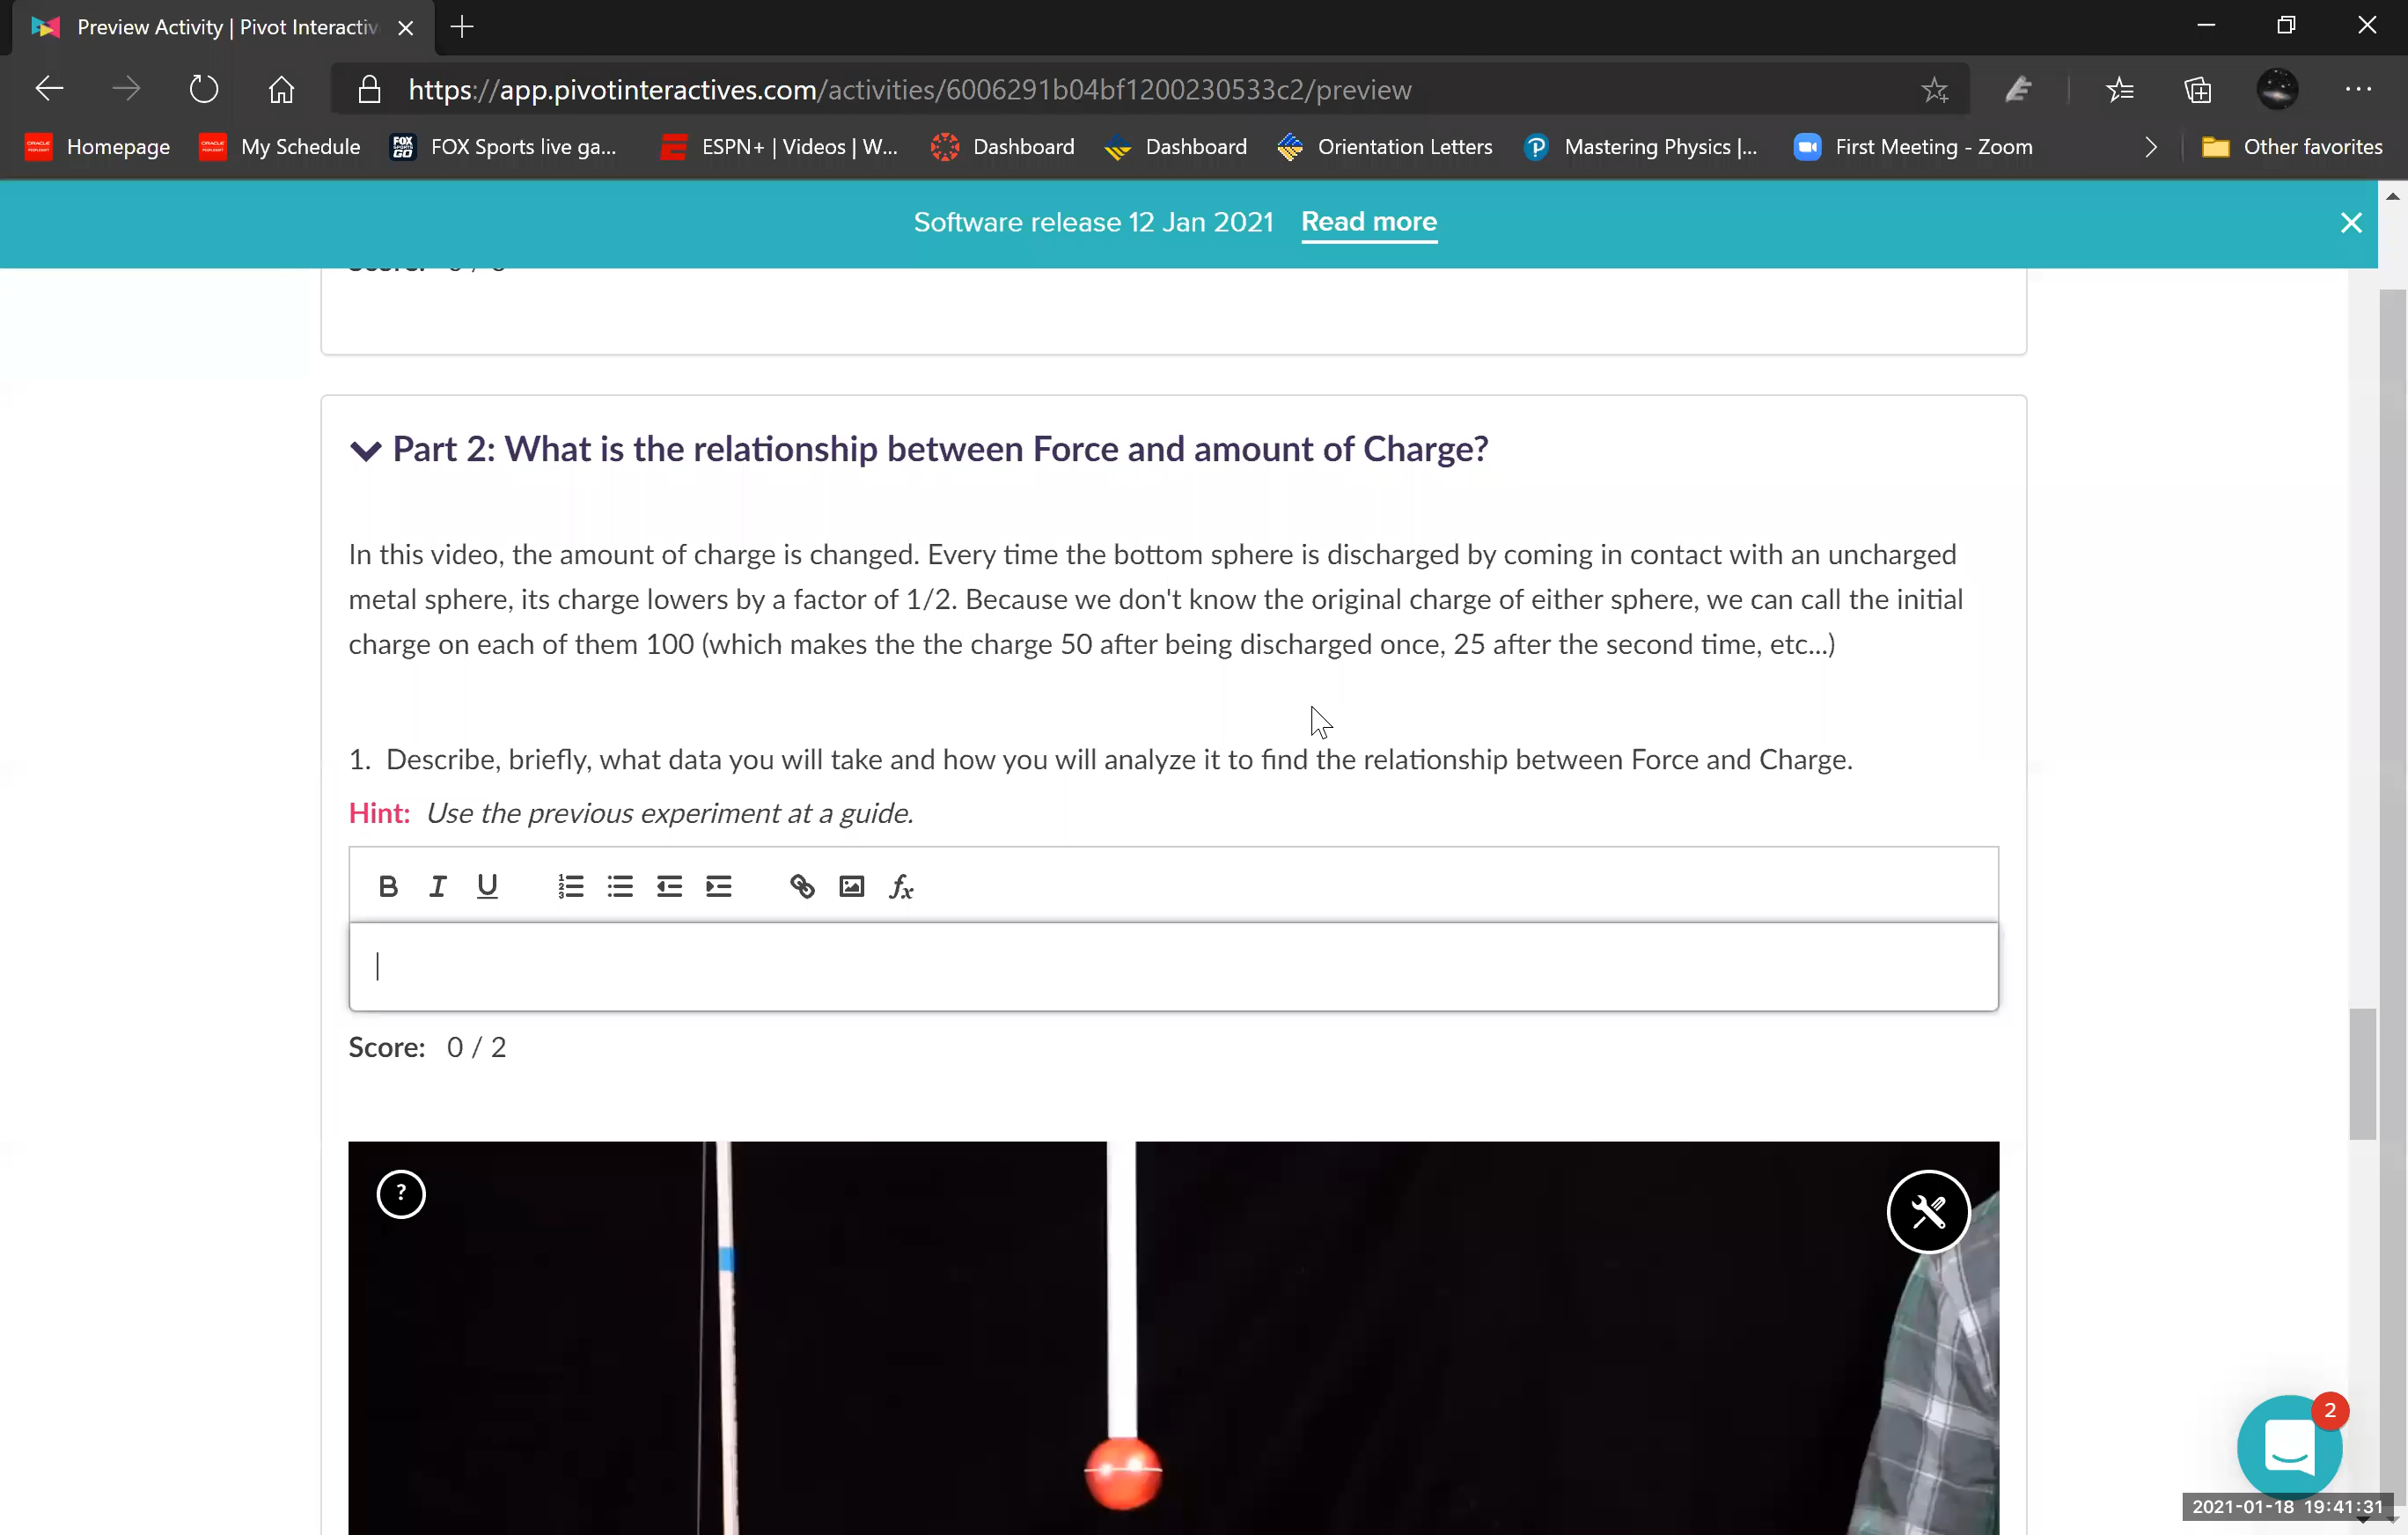 Preview Activity | Pivot Interactiv
https://app.pivotinteractives.com/activities/6006291b04bf1200230533c2/preview
Homepage My Schedule FOX Sports live ga... ESPN+ | Videos | W... Dashboard Dashboard Orientation Letters Mastering Physics |... First Meeting - Zoom Other favorites
Software release 12 Jan 2021 Read more
Part 2: What is the relationship between Force and amount of Charge?
In this video, the amount of charge is changed. Every time the bottom sphere is discharged by coming in contact with an uncharged
metal sphere, its charge lowers by a factor of 1/2. Because we don't know the original charge of either sphere, we can call the initial
charge on each of them 100 (which makes the the charge 50 after being discharged once, 25 after the second time, etc...)
1. Describe, briefly, what data you will take and how you will analyze it to find the relationship between Force and Charge.
Hint: Use the previous experiment at a guide.
B I U fx
Score: 0 / 2
?
2
2021-01-18 19:41:31